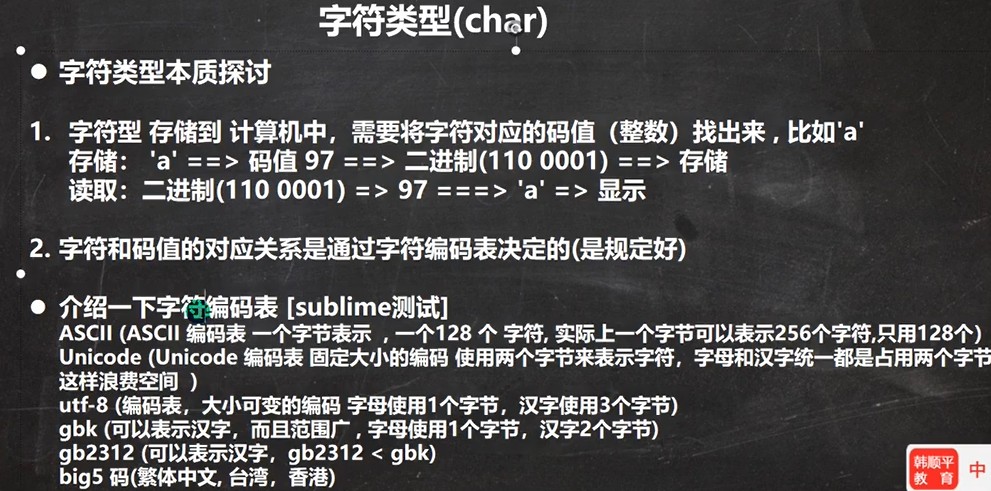 字符类型(char)
● 字符类型本质探讨
1. 字符型 存储到 计算机中，需要将字符对应的码值（整数）找出来 , 比如'a'
存储： 'a' ==> 码值 97 ==> 二进制(110 0001) ==> 存储
读取：二进制(110 0001) => 97 ===> 'a' => 显示
2. 字符和码值的对应关系是通过字符编码表决定的(是规定好)
● 介绍一下字符编码表 [sublime测试]
ASCII (ASCII 编码表 一个字节表示 ，一个128 个 字符, 实际上一个字节可以表示256个字符,只用128个)
Unicode (Unicode 编码表 固定大小的编码 使用两个字节来表示字符，字母和汉字统一都是占用两个字节
这样浪费空间 ）
utf-8 (编码表，大小可变的编码 字母使用1个字节，汉字使用3个字节)
gbk (可以表示汉字，而且范围广 , 字母使用1个字节，汉字2个字节)
gb2312 (可以表示汉字，gb2312 < gbk)
big5 码(繁体中文, 台湾，香港)
韩顺平
教 育
中